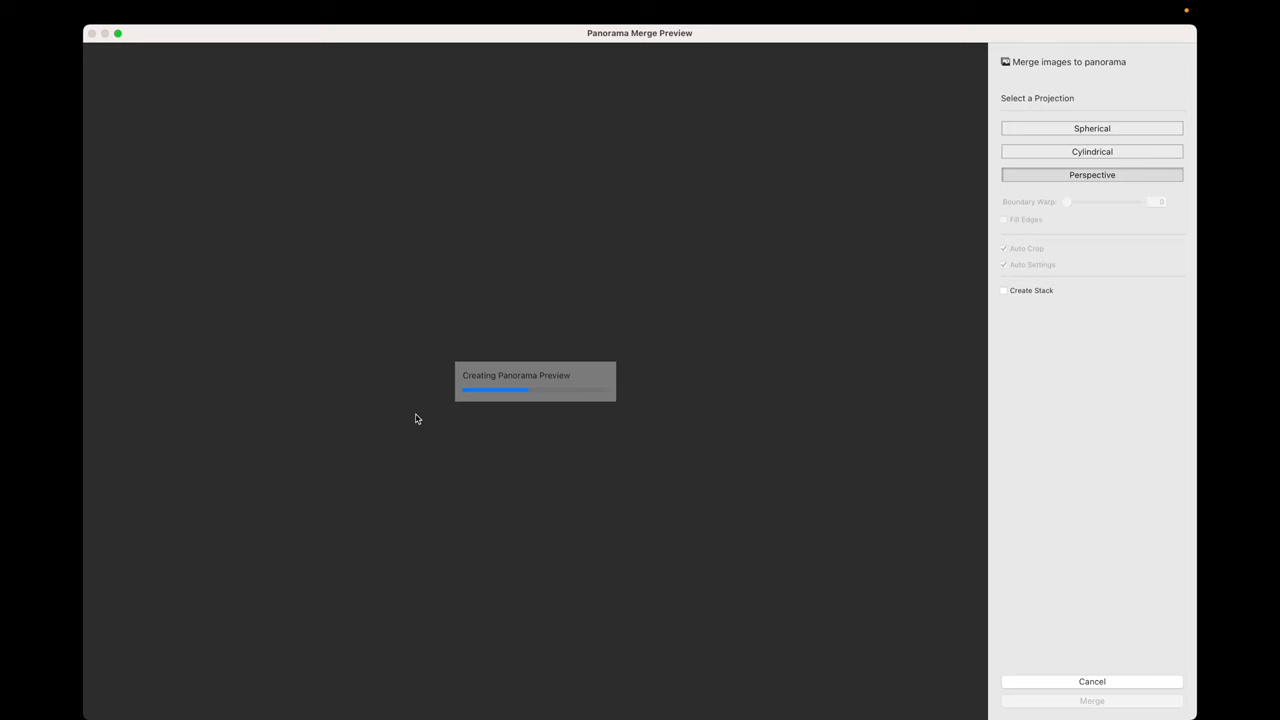 Panorama Merge Preview
Merge images to panorama
Select a Projection
Spherical
Cylindrical
Perspective
Boundary Warp: 0
Fill Edges
Auto Crop
Auto Settings
Create Stack
Creating Panorama Preview
Cancel
Merge